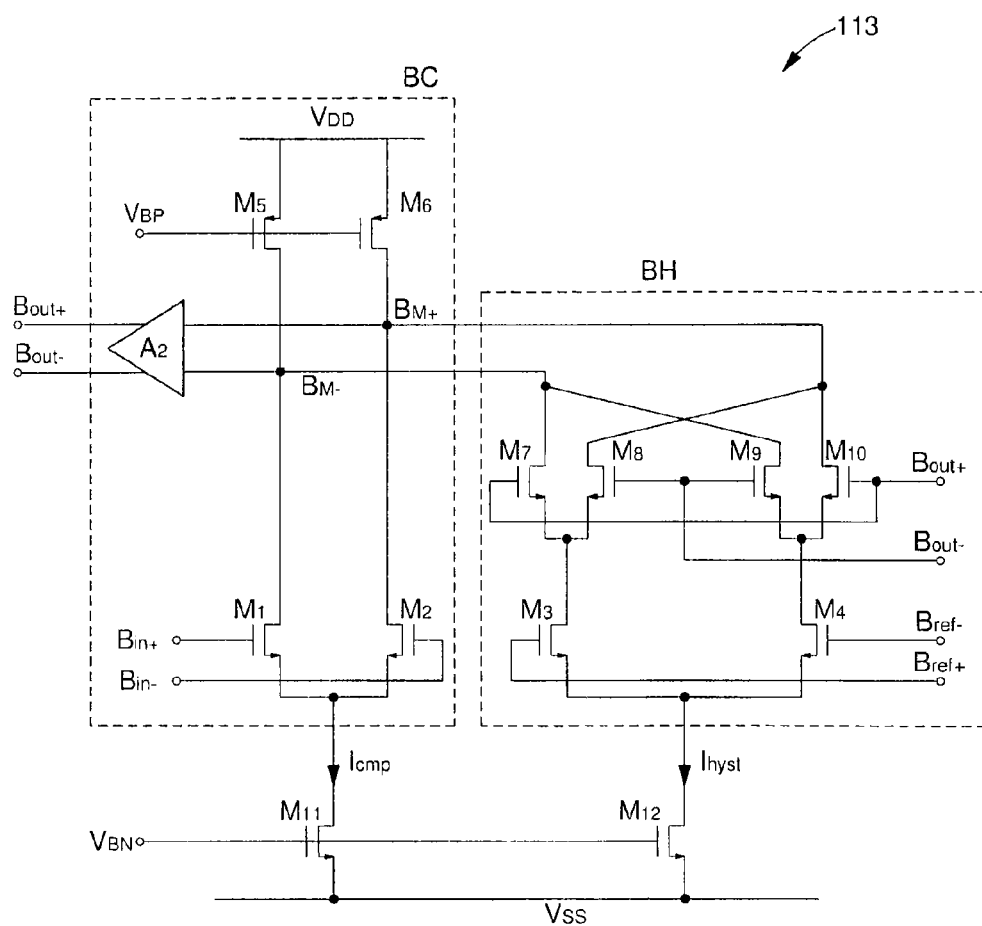 113
BC
VDD
M5
M6
VBP
BH
Bout+
BM+
A2
Bout-
BM-
M7
M8
M9
M10
Bout+
Bout-
M1
M2
M3
M4
Bin+
Bref-
Bin-
Bref+
Icmp
Ihyst
M11
M12
VBN
VSS